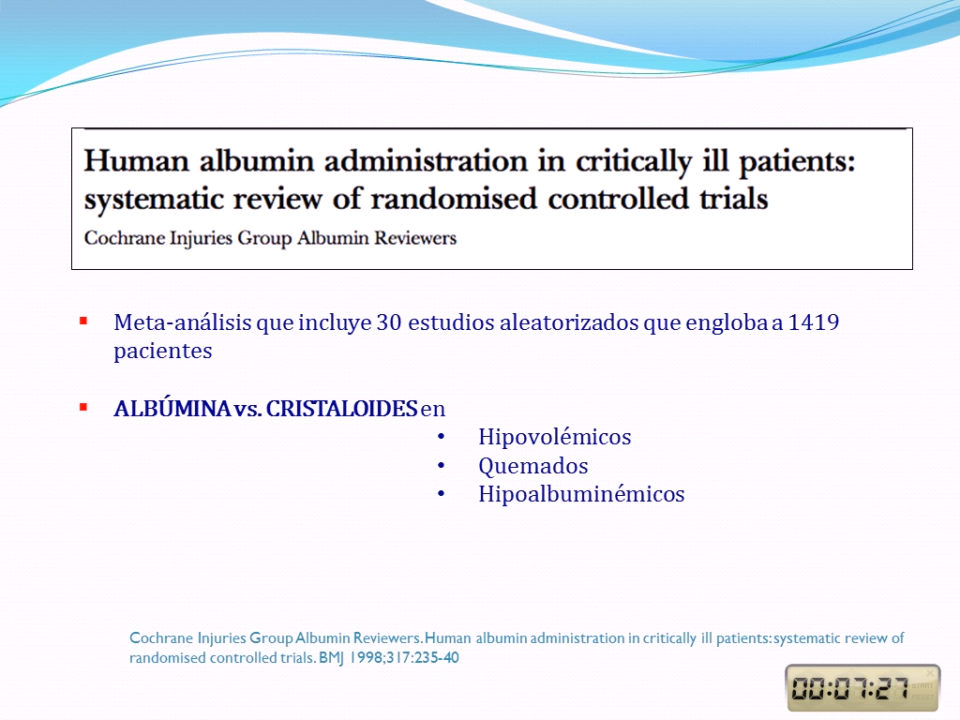 Human albumin administration in critically ill patients:
systematic review of randomised controlled trials
Cochrane Injuries Group Albumin Reviewers
Meta-análisis que incluye 30 estudios aleatorizados que engloba a 1419
pacientes
ALBÚMINA vs. CRISTALOIDES en
Hipovolémicos
Quemados
Hipoalbuminémicos
Cochrane Injuries Group Albumin Reviewers. Human albumin administration in critically ill patients: systematic review of
randomised controlled trials. BMJ 1998;317:235-40
00:07:27